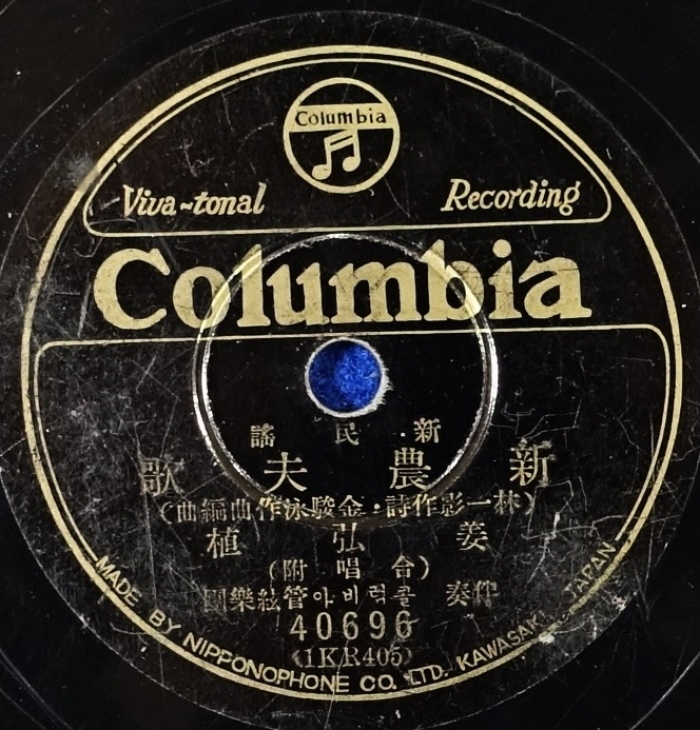 Columbia
Viva-tonal Recording
Columbia
新民謠
新農夫歌
(林一影作詩・金駿泳作曲編曲)
姜弘植
(合唱附)
伴奏 콜럼비아管絃樂團
40696
(1KR405)
MADE BY NIPPONOPHONE CO. LTD. KAWASAKI, JAPAN